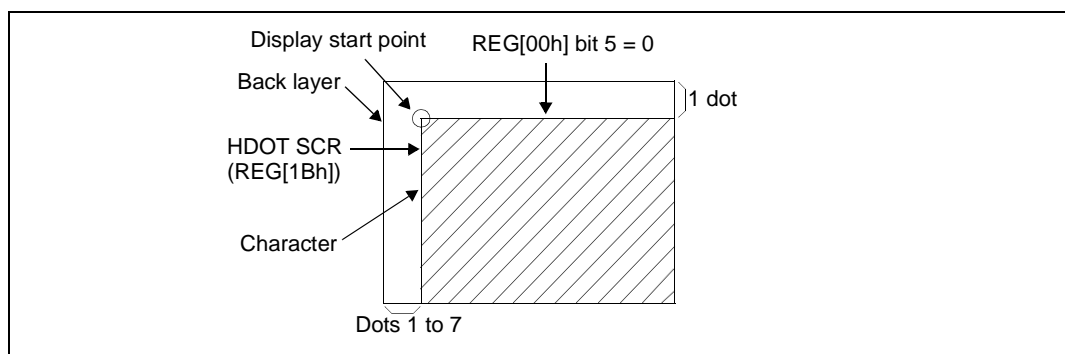 Display start point
REG[00h] bit 5 = 0
Back layer
1 dot
HDOT SCR
(REG[1Bh])
Character
Dots 1 to 7